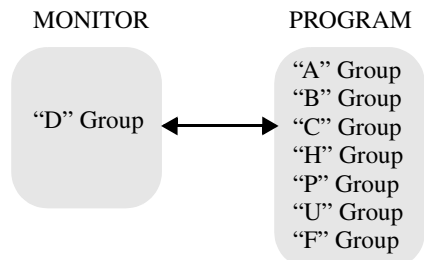 MONITOR
PROGRAM
“D” Group
“A” Group
“B” Group
“C” Group
“H” Group
“P” Group
“U” Group
“F” Group